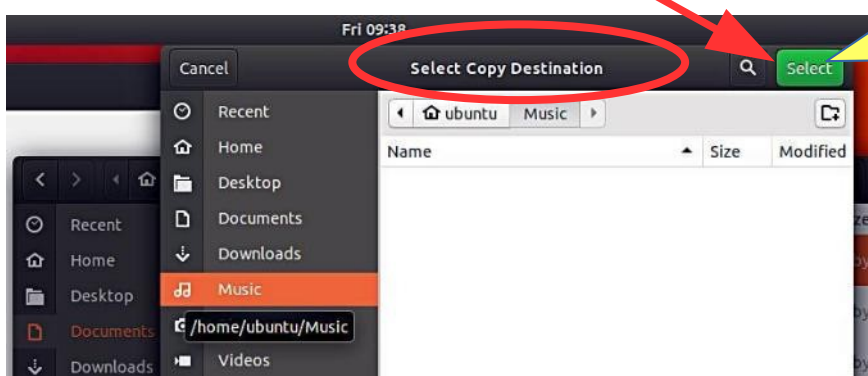 Fri 09:38
Cancel Select Copy Destination Select
Recent
Home
Desktop
Documents
Downloads
Music
/home/ubuntu/Music
Videos
ubuntu Music
Name Size Modified
Recent
Home
Desktop
Documents
Downloads